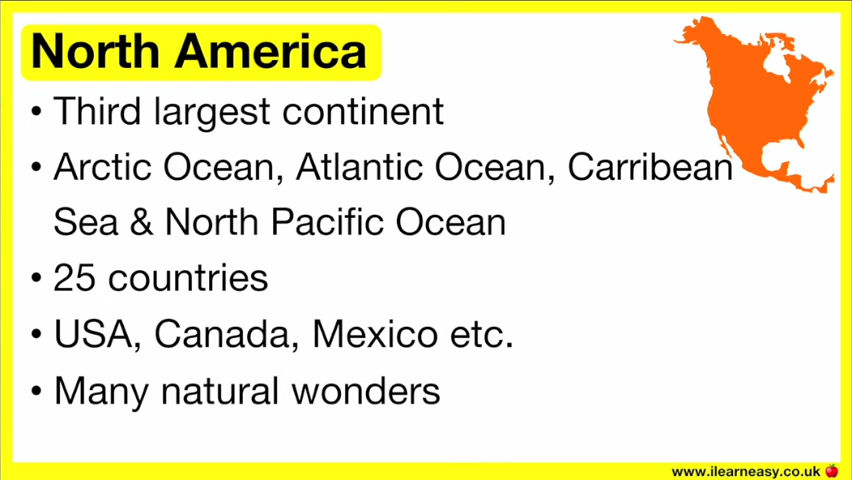 North America
• Third largest continent
• Arctic Ocean, Atlantic Ocean, Carribean
Sea & North Pacific Ocean
• 25 countries
• USA, Canada, Mexico etc.
• Many natural wonders
www.ilearneasy.co.uk